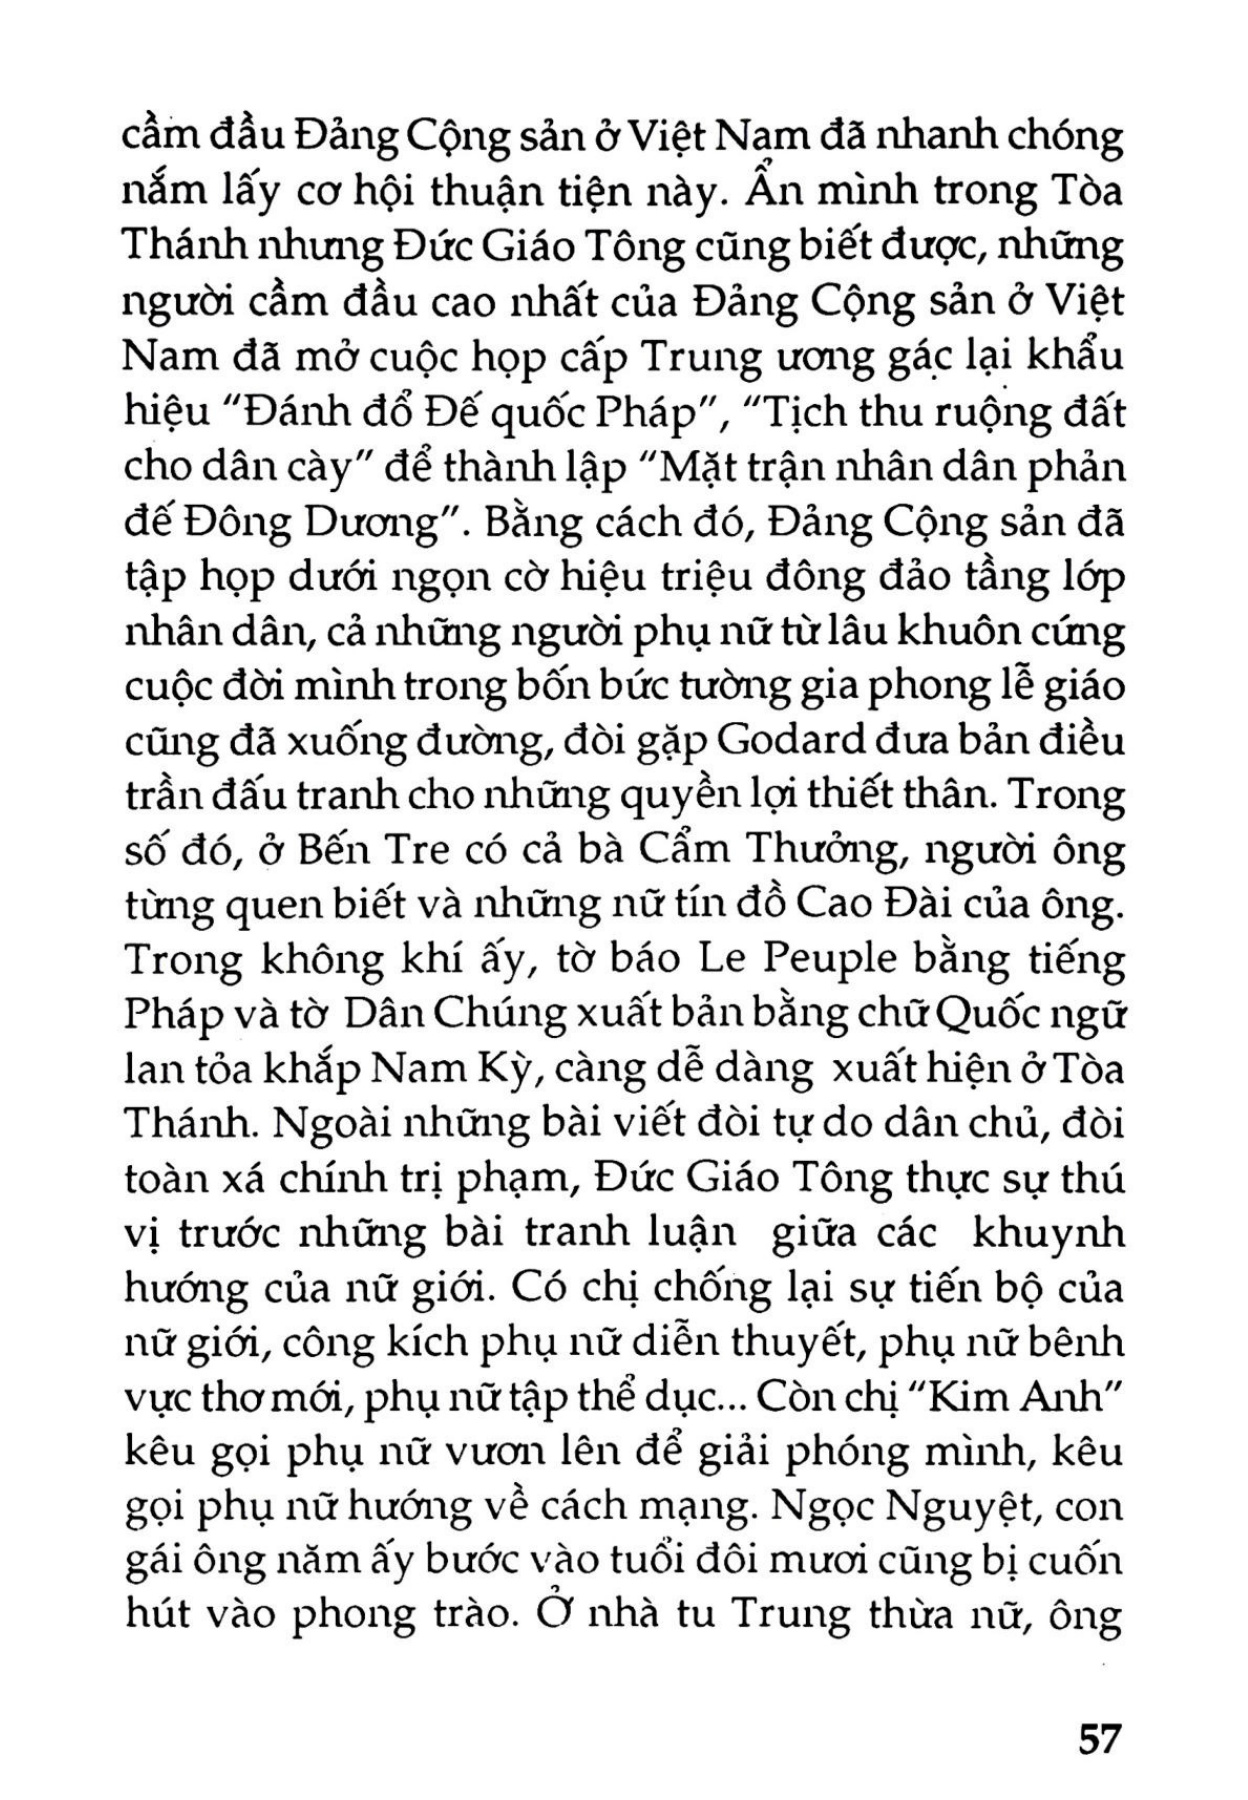 cầm đầu Đảng Cộng sản ở Việt Nam đã nhanh chóng
nắm lấy cơ hội thuận tiện này. Ẩn mình trong Tòa
Thánh nhưng Đức Giáo Tông cũng biết được, những
người cầm đầu cao nhất của Đảng Cộng sản ở Việt
Nam đã mở cuộc họp cấp Trung ương gác lại khẩu
hiệu "Đánh đổ Đế quốc Pháp", "Tịch thu ruộng đất
cho dân cày" để thành lập "Mặt trận nhân dân phản
đế Đông Dương". Bằng cách đó, Đảng Cộng sản đã
tập họp dưới ngọn cờ hiệu triệu đông đảo tầng lớp
nhân dân, cả những người phụ nữ từ lâu khuôn cứng
cuộc đời mình trong bốn bức tường gia phong lễ giáo
cũng đã xuống đường, đòi gặp Godard đưa bản điều
trần đấu tranh cho những quyền lợi thiết thân. Trong
số đó, ở Bến Tre có cả bà Cẩm Thưởng, người ông
từng quen biết và những nữ tín đồ Cao Đài của ông.
Trong không khí ấy, tờ báo Le Peuple bằng tiếng
Pháp và tờ Dân Chúng xuất bản bằng chữ Quốc ngữ
lan tỏa khắp Nam Kỳ, càng dễ dàng xuất hiện ở Tòa
Thánh. Ngoài những bài viết đòi tự do dân chủ, đòi
toàn xá chính trị phạm, Đức Giáo Tông thực sự thú
vị trước những bài tranh luận giữa các khuynh
hướng của nữ giới. Có chị chống lại sự tiến bộ của
nữ giới, công kích phụ nữ diễn thuyết, phụ nữ bênh
vực thơ mới, phụ nữ tập thể dục... Còn chị "Kim Anh"
kêu gọi phụ nữ vươn lên để giải phóng mình, kêu
gọi phụ nữ hướng về cách mạng. Ngọc Nguyệt, con
gái ông năm ấy bước vào tuổi đôi mươi cũng bị cuốn
hút vào phong trào. Ở nhà tu Trung thừa nữ, ông
57